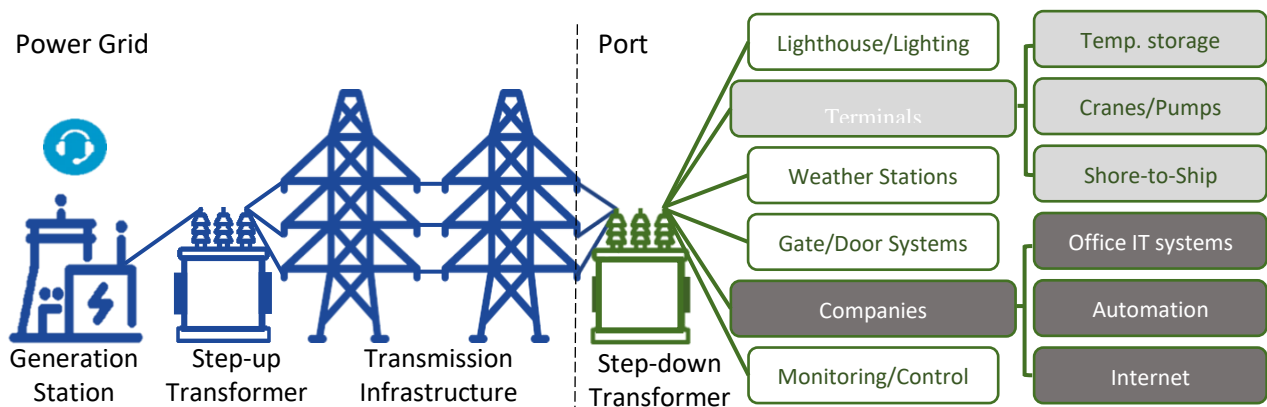 Power Grid
Port
Generation
Station
Step-up
Transformer
Transmission
Infrastructure
Step-down
Transformer
Lighthouse/Lighting
Terminals
Weather Stations
Gate/Door Systems
Companies
Monitoring/Control
Temp. storage
Cranes/Pumps
Shore-to-Ship
Office IT systems
Automation
Internet